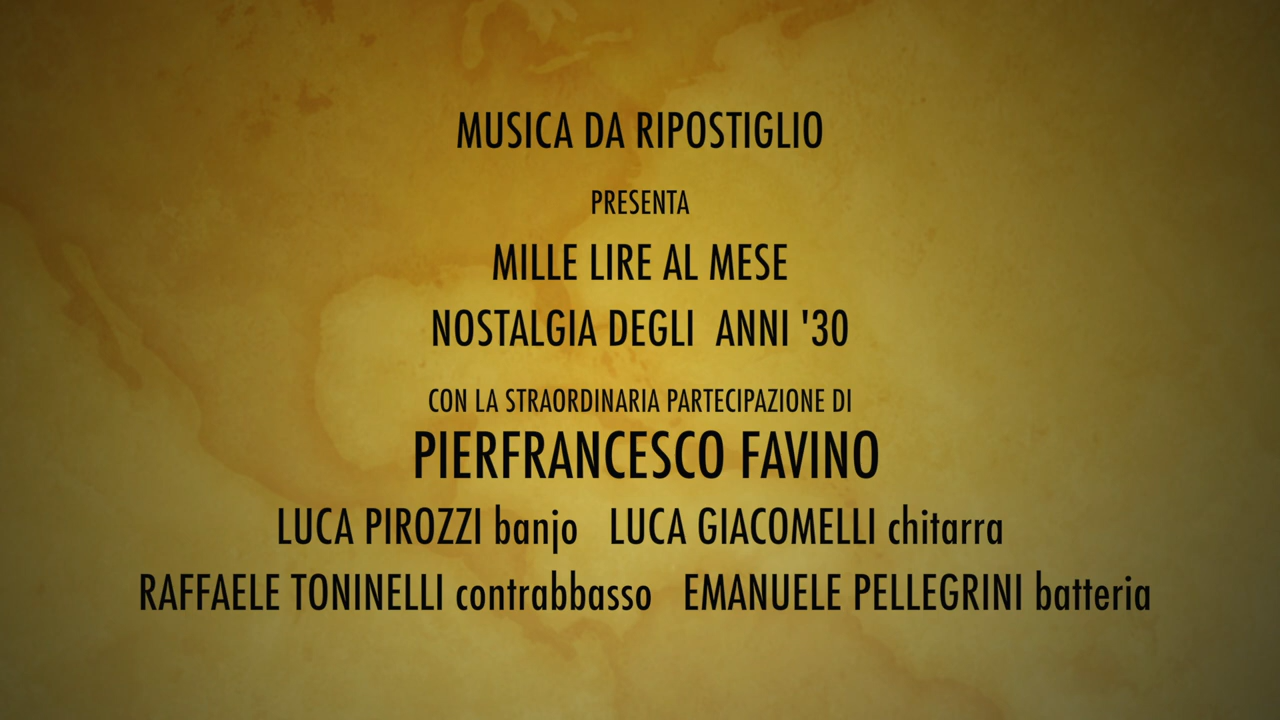 MUSICA DA RIPOSTIGLIO
PRESENTA
MILLE LIRE AL MESE
NOSTALGIA DEGLI  ANNI '30
CON LA STRAORDINARIA PARTECIPAZIONE DI
PIERFRANCESCO FAVINO
LUCA PIROZZI banjo   LUCA GIACOMELLI chitarra
RAFFAELE TONINELLI contrabbasso   EMANUELE PELLEGRINI batteria